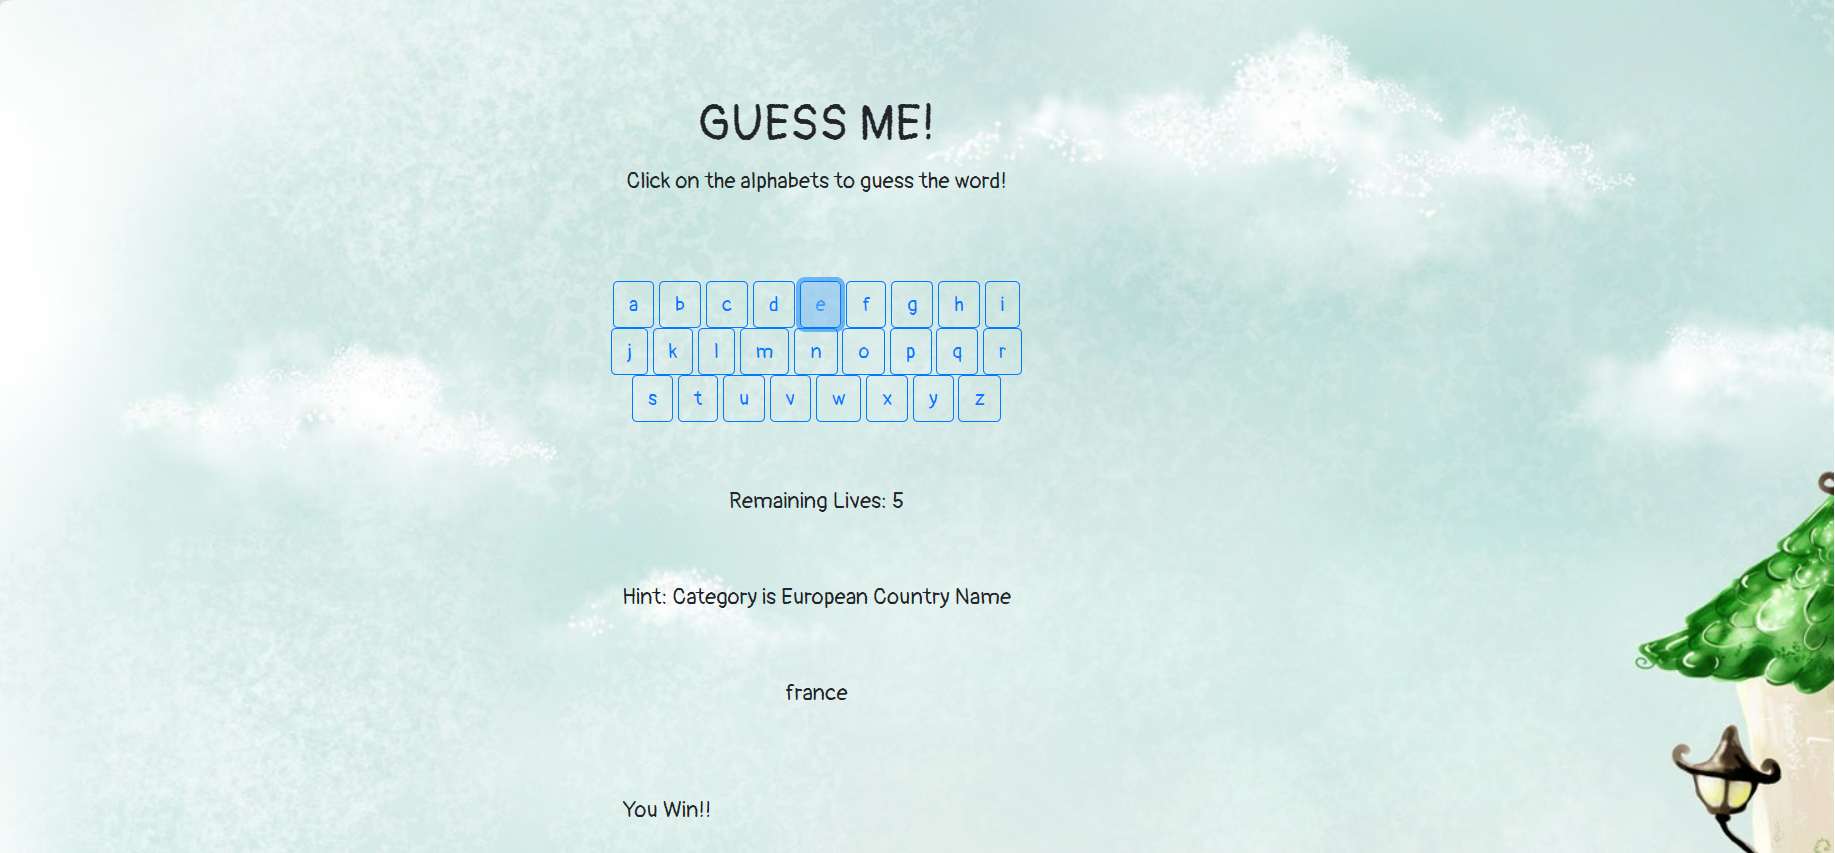 GUESS ME!
Click on the alphabets to guess the word!
a b c d e f g h i
j k l m n o p q r
s t u v w x y z
Remaining Lives: 5
Hint: Category is European Country Name
france
You Win!!